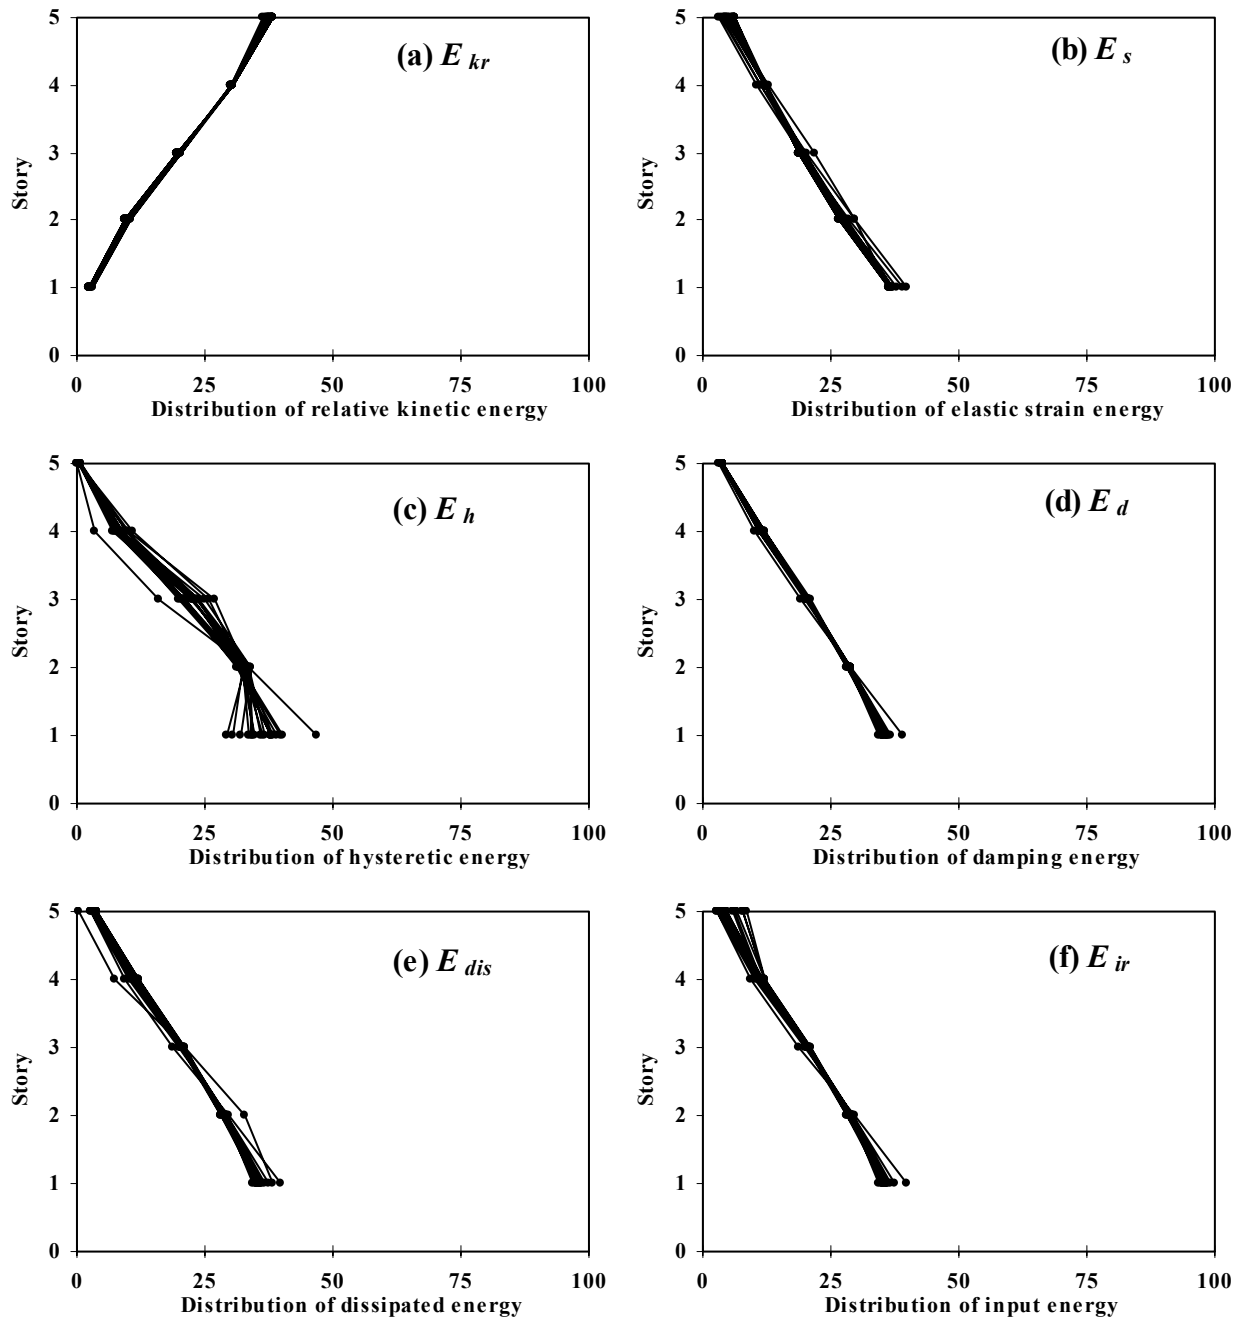 (a) E kr
5
4
3
2
1
0
Story
0 25 50 75 100
Distribution of relative kinetic energy
(b) E s
5
4
3
2
1
0
Story
0 25 50 75 100
Distribution of elastic strain energy
(c) E h
5
4
3
2
1
0
Story
0 25 50 75 100
Distribution of hysteretic energy
(d) E d
5
4
3
2
1
0
Story
0 25 50 75 100
Distribution of damping energy
(e) E dis
5
4
3
2
1
0
Story
0 25 50 75 100
Distribution of dissipated energy
(f) E ir
5
4
3
2
1
0
Story
0 25 50 75 100
Distribution of input energy